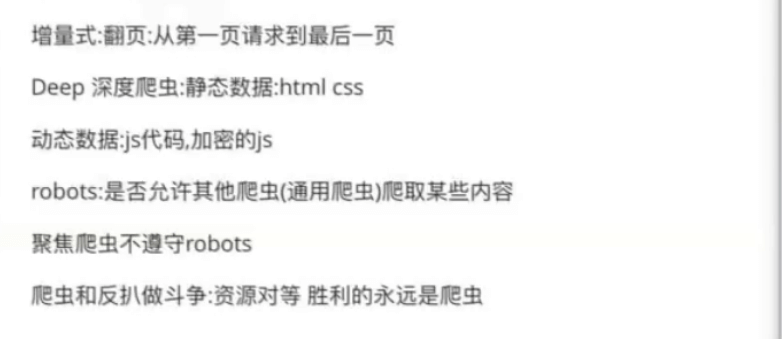 增量式:翻页:从第一页请求到最后一页
Deep 深度爬虫:静态数据:html css
动态数据:js代码,加密的js
robots:是否允许其他爬虫(通用爬虫)爬取某些内容
聚焦爬虫不遵守robots
爬虫和反扒做斗争:资源对等 胜利的永远是爬虫